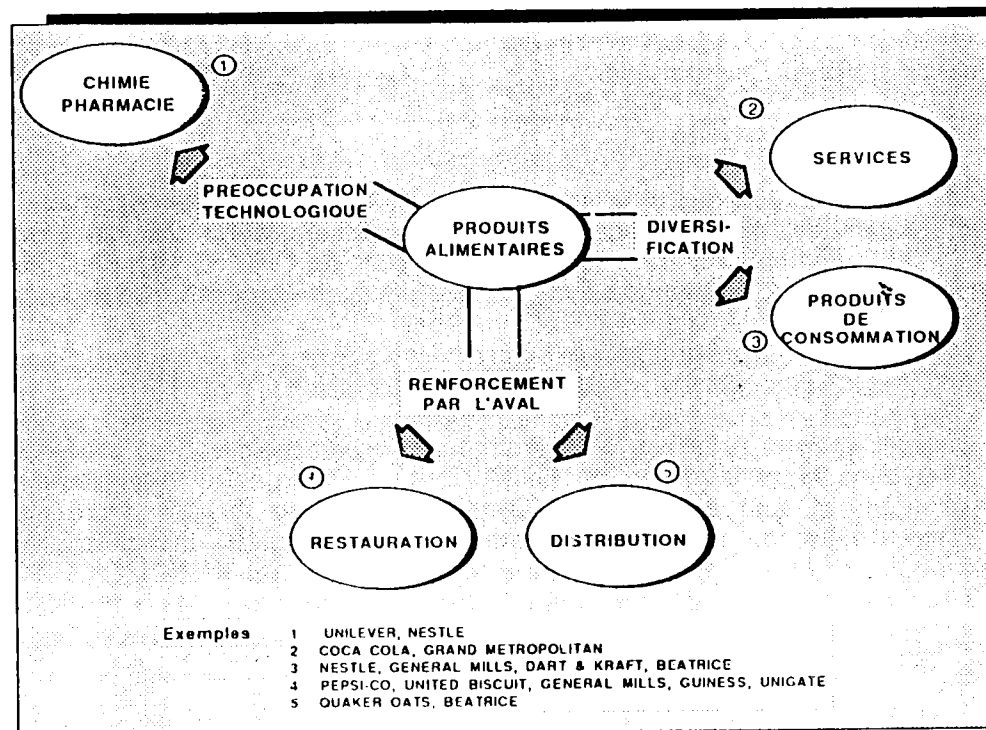 ①
CHIMIE
PHARMACIE
②
SERVICES
PREOCCUPATION
TECHNOLOGIQUE
PRODUITS
ALIMENTAIRES
DIVERSI-
FICATION
PRODUITS
DE
CONSOMMATION
③
RENFORCEMENT
PAR L'AVAL
④
RESTAURATION
⑤
DISTRIBUTION
Exemples
1 UNILEVER, NESTLE
2 COCA COLA, GRAND METROPOLITAN
3 NESTLE, GENERAL MILLS, DART & KRAFT, BEATRICE
4 PEPSI-CO, UNITED BISCUIT, GENERAL MILLS, GUINESS, UNIGATE
5 QUAKER OATS, BEATRICE